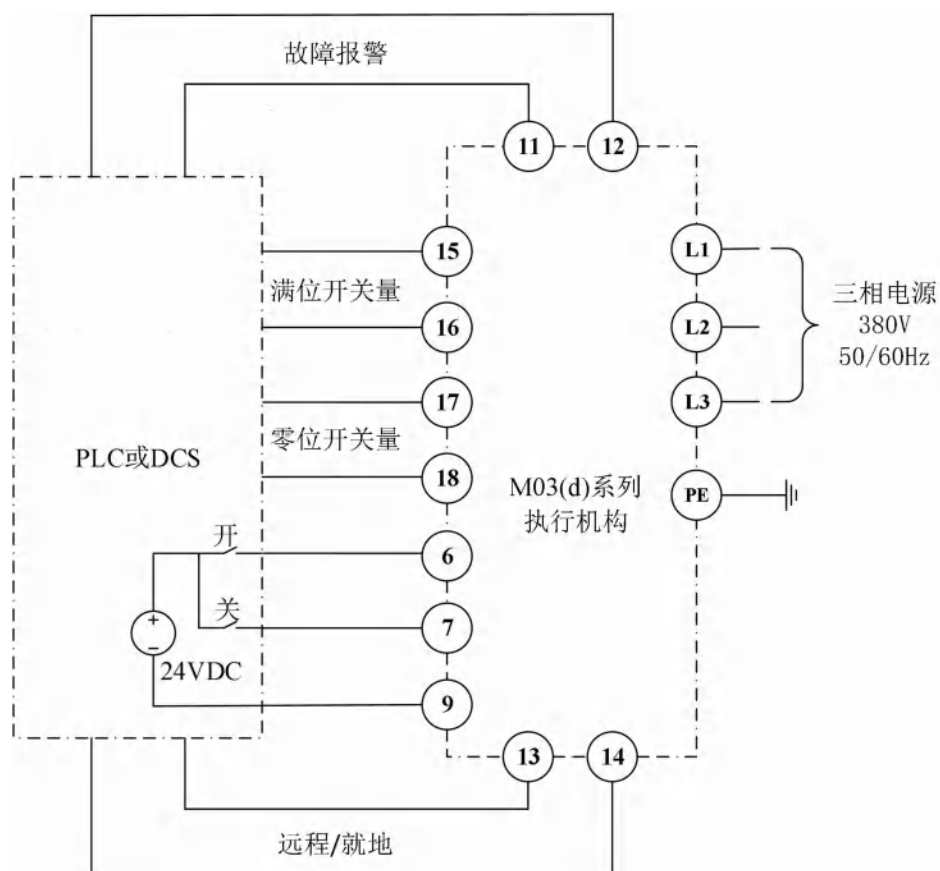 故障报警
11
12
15
L1
满位开关量
16
L2
三相电源
380V
50/60Hz
17
L3
零位开关量
PLC或DCS
18
M03(d)系列
执行机构
PE
开
6
关
7
+
-
24VDC
9
13
14
远程/就地